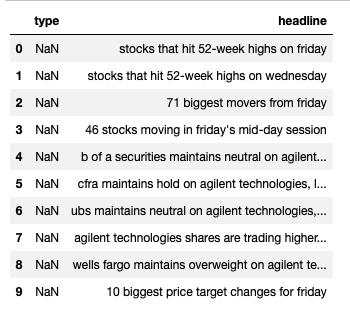 type headline
0 NaN stocks that hit 52-week highs on friday
1 NaN stocks that hit 52-week highs on wednesday
2 NaN 71 biggest movers from friday
3 NaN 46 stocks moving in friday's mid-day session
4 NaN b of a securities maintains neutral on agilent...
5 NaN cfra maintains hold on agilent technologies, l...
6 NaN ubs maintains neutral on agilent technologies,...
7 NaN agilent technologies shares are trading higher...
8 NaN wells fargo maintains overweight on agilent te...
9 NaN 10 biggest price target changes for friday